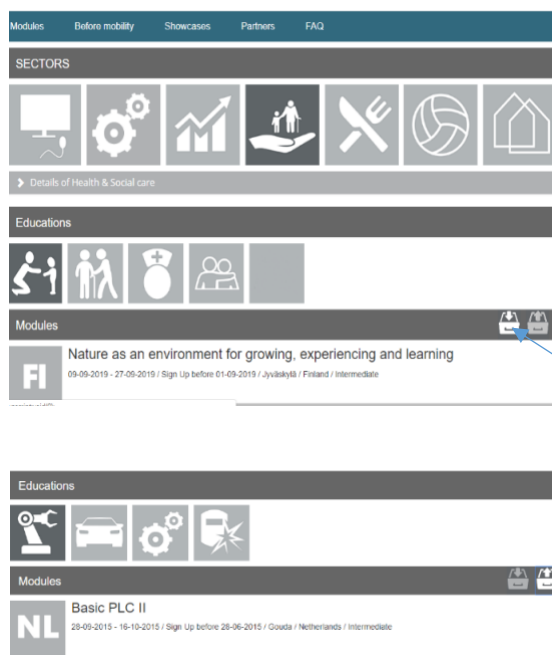 Modules Before mobility Showcases Partners FAQ
SECTORS
Details of Health & Social care
Educations
Modules
FI
Nature as an environment for growing, experiencing and learning
09-09-2019 - 27-09-2019 / Sign Up before 01-09-2019 / Jyväskylä / Finland / Intermediate
Educations
Modules
NL
Basic PLC II
28-09-2015 - 16-10-2015 / Sign Up before 28-06-2015 / Gouda / Netherlands / Intermediate